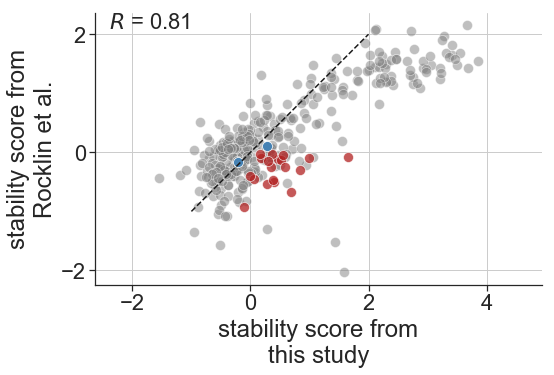 R = 0.81
stability score from
Rocklin et al.
2
0
−2
−2
0
2
4
stability score from
this study